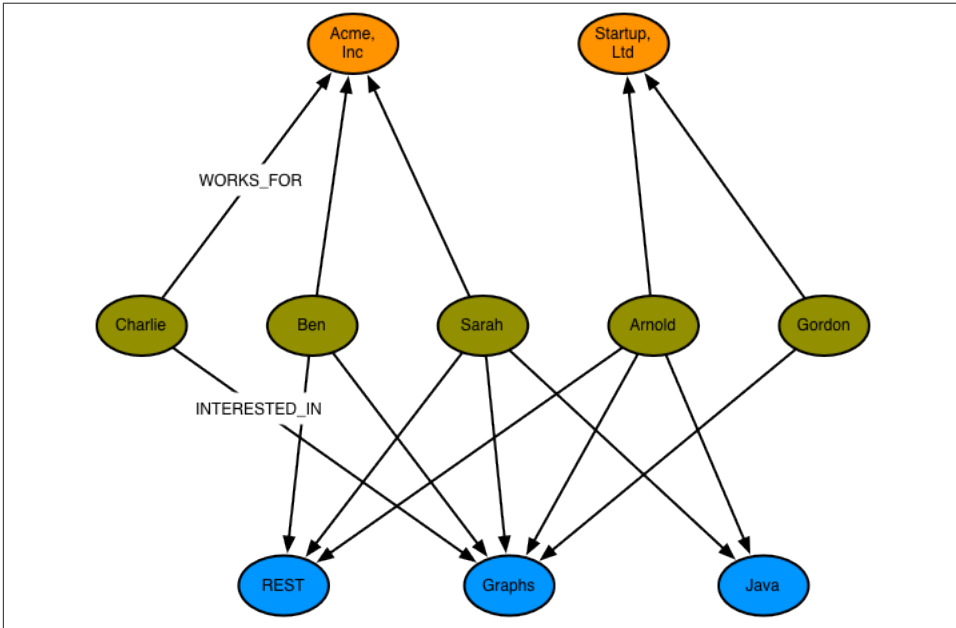 Acme,
Inc
Startup,
Ltd
WORKS_FOR
Charlie
Ben
Sarah
Arnold
Gordon
INTERESTED_IN
REST
Graphs
Java